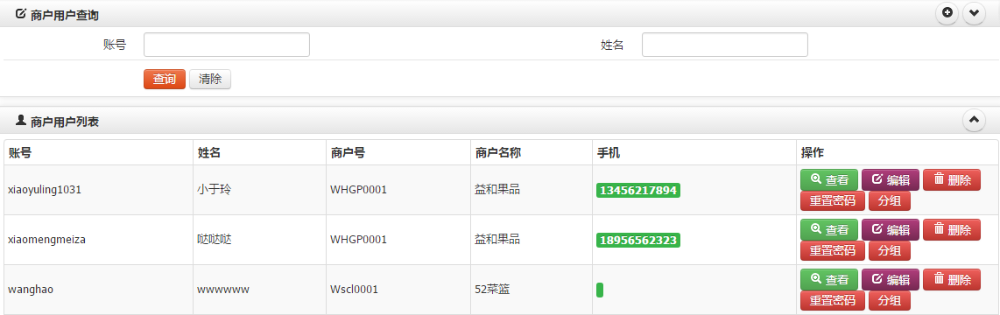 商户用户查询
账号 姓名
查询 清除
商户用户列表
账号 姓名 商户号 商户名称 手机 操作
xiaoyuling1031 小于玲 WHGP0001 益和果品 13456217894 查看 编辑 删除
重置密码 分组
xiaomengmeiza 哒哒哒 WHGP0001 益和果品 18956562323 查看 编辑 删除
重置密码 分组
wanghao wwwwww Wscl0001 52菜篮 查看 编辑 删除
重置密码 分组